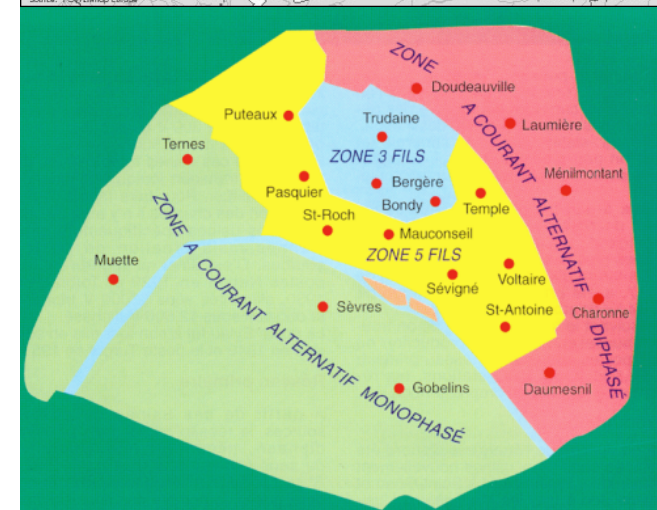 ZONE A COURANT ALTERNATIF DIPHASÉ
Doudeauville
Puteaux
Trudaine
Laumière
Ternes
ZONE 3 FILS
Ménilmontant
Pasquier
Bergère
Bondy
Temple
St-Roch
Mauconseil
ZONE 5 FILS
Muette
Sévigné
Voltaire
ZONE A COURANT ALTERNATIF MONOPHASÉ
Sèvres
St-Antoine
Charonne
Gobelins
Daumesnil